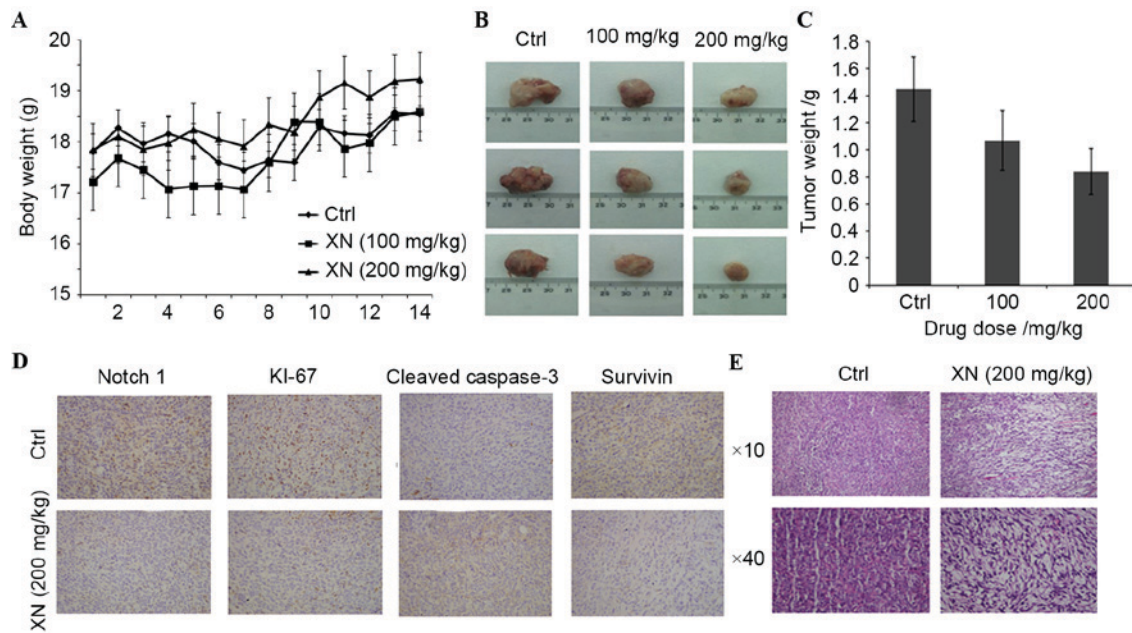 A
Body weight (g)
20
19
18
17
16
15
2 4 6 8 10 12 14
Ctrl
XN (100 mg/kg)
XN (200 mg/kg)
B
Ctrl 100 mg/kg 200 mg/kg
C
Tumor weight /g
1.8
1.6
1.4
1.2
1.0
0.8
0.6
0.4
0.2
0
Ctrl 100 200
Drug dose /mg/kg
D
Notch 1 KI-67 Cleaved caspase-3 Survivin
Ctrl
XN (200 mg/kg)
E
Ctrl XN (200 mg/kg)
×10
×40